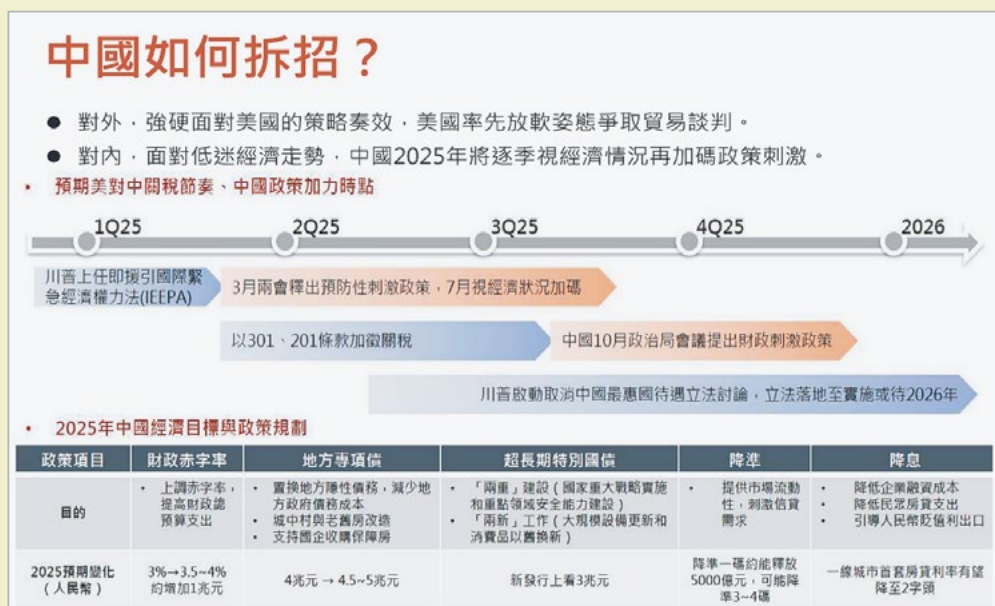 中國如何拆招？
● 對外，強硬面對美國的策略奏效，美國率先放軟姿態爭取貿易談判。
● 對內，面對低迷經濟走勢，中國2025年將逐季視經濟情況再加碼政策刺激。
• 預期美對中關稅節奏、中國政策加力時點
1Q25 2Q25 3Q25 4Q25 2026
川普上任即援引國際緊
急經濟權力法(IEEPA)
3月兩會釋出預防性刺激政策，7月視經濟狀況加碼
以301、201條款加徵關稅
中國10月政治局會議提出財政刺激政策
川普啟動取消中國最惠國待遇立法討論，立法落地至實施或待2026年
• 2025年中國經濟目標與政策規劃
政策項目 財政赤字率 地方專項債 超長期特別國債 降準 降息
目的
• 上調赤字率，
提高財政總
預算支出
• 置換地方隱性債務，減少地
方政府債務成本
• 城中村與老舊房改造
• 支持國企收購保障房
• 「兩重」建設（國家重大戰略實施
和重點領域安全能力建設）
• 「兩新」工作（大規模設備更新和
消費品以舊換新）
• 提供市場流動
性，刺激信貸
需求
• 降低企業融資成本
• 降低民眾房貸支出
• 引導人民幣貶值利出口
2025預期變化
（人民幣）
3%→3.5~4%
約增加1兆元
4兆元 → 4.5~5兆元
新發行上看3兆元
降準一碼約能釋放
5000億元，可能降
準3~4碼
一線城市首套房貸利率有望
降至2字頭